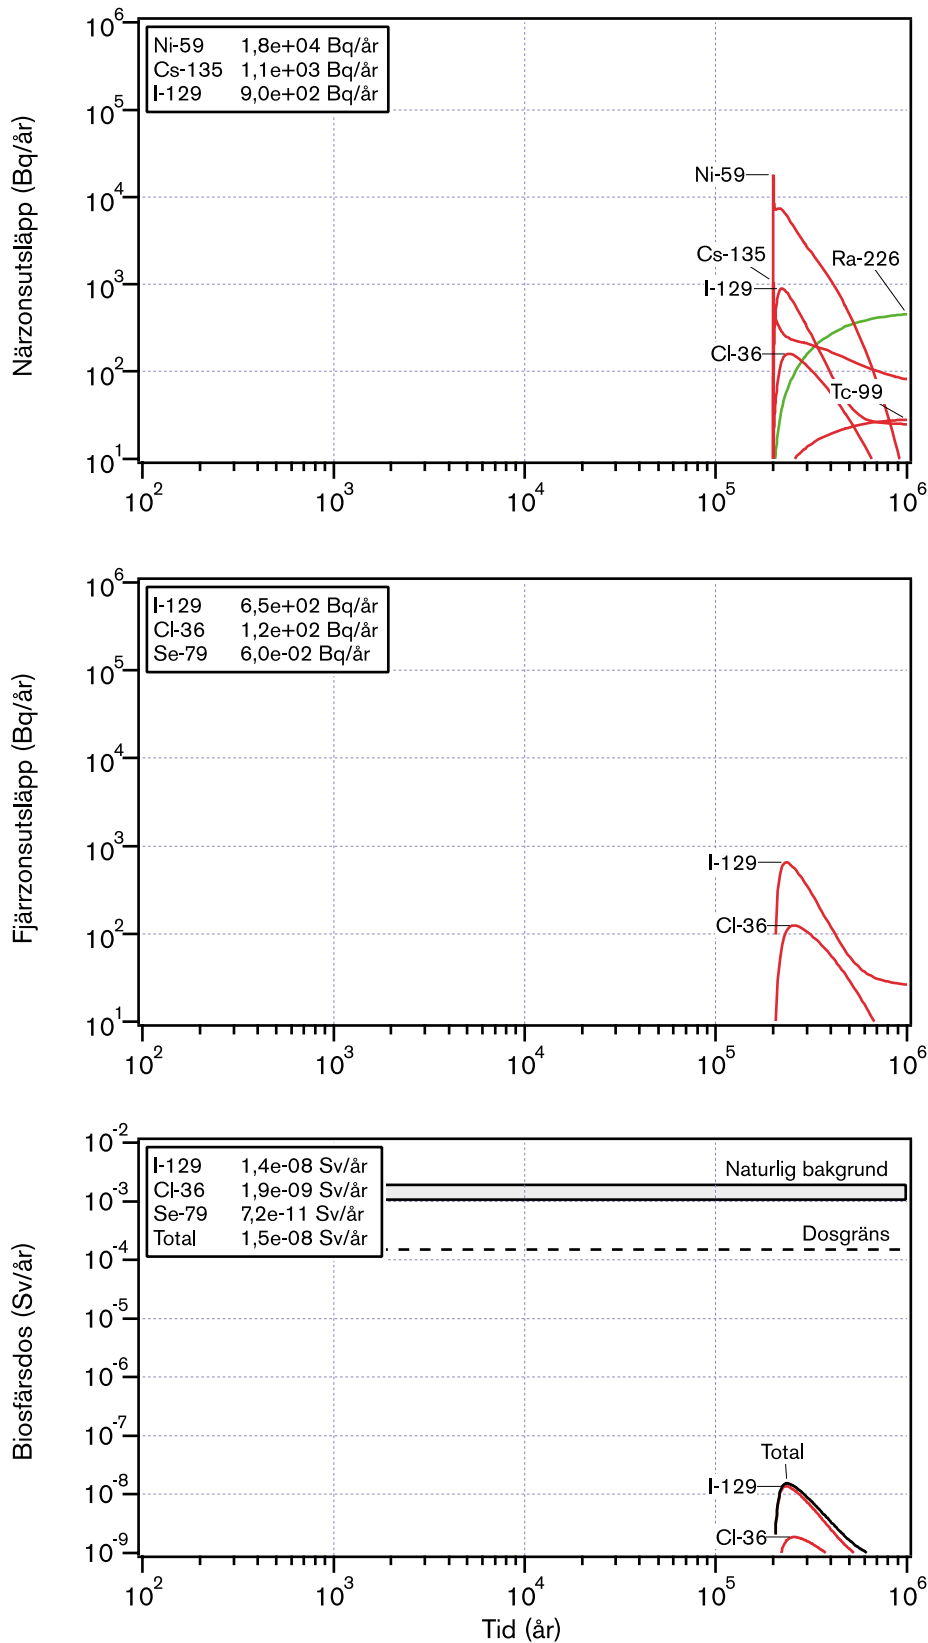 Närzonsutsläpp (Bq/år)
10^6
10^5
10^4
10^3
10^2
10^1
Ni-59 1,8e+04 Bq/år
Cs-135 1,1e+03 Bq/år
I-129 9,0e+02 Bq/år
Ni-59
Cs-135
Ra-226
I-129
Cl-36
Tc-99
10^2 10^3 10^4 10^5 10^6
Fjärrzonsutsläpp (Bq/år)
10^6
10^5
10^4
10^3
10^2
10^1
I-129 6,5e+02 Bq/år
Cl-36 1,2e+02 Bq/år
Se-79 6,0e-02 Bq/år
I-129
Cl-36
10^2 10^3 10^4 10^5 10^6
Biosfärsdos (Sv/år)
10^-2
10^-3
10^-4
10^-5
10^-6
10^-7
10^-8
10^-9
I-129 1,4e-08 Sv/år
Cl-36 1,9e-09 Sv/år
Se-79 7,2e-11 Sv/år
Total 1,5e-08 Sv/år
Naturlig bakgrund
Dosgräns
Total
I-129
Cl-36
10^2 10^3 10^4 10^5 10^6
Tid (år)